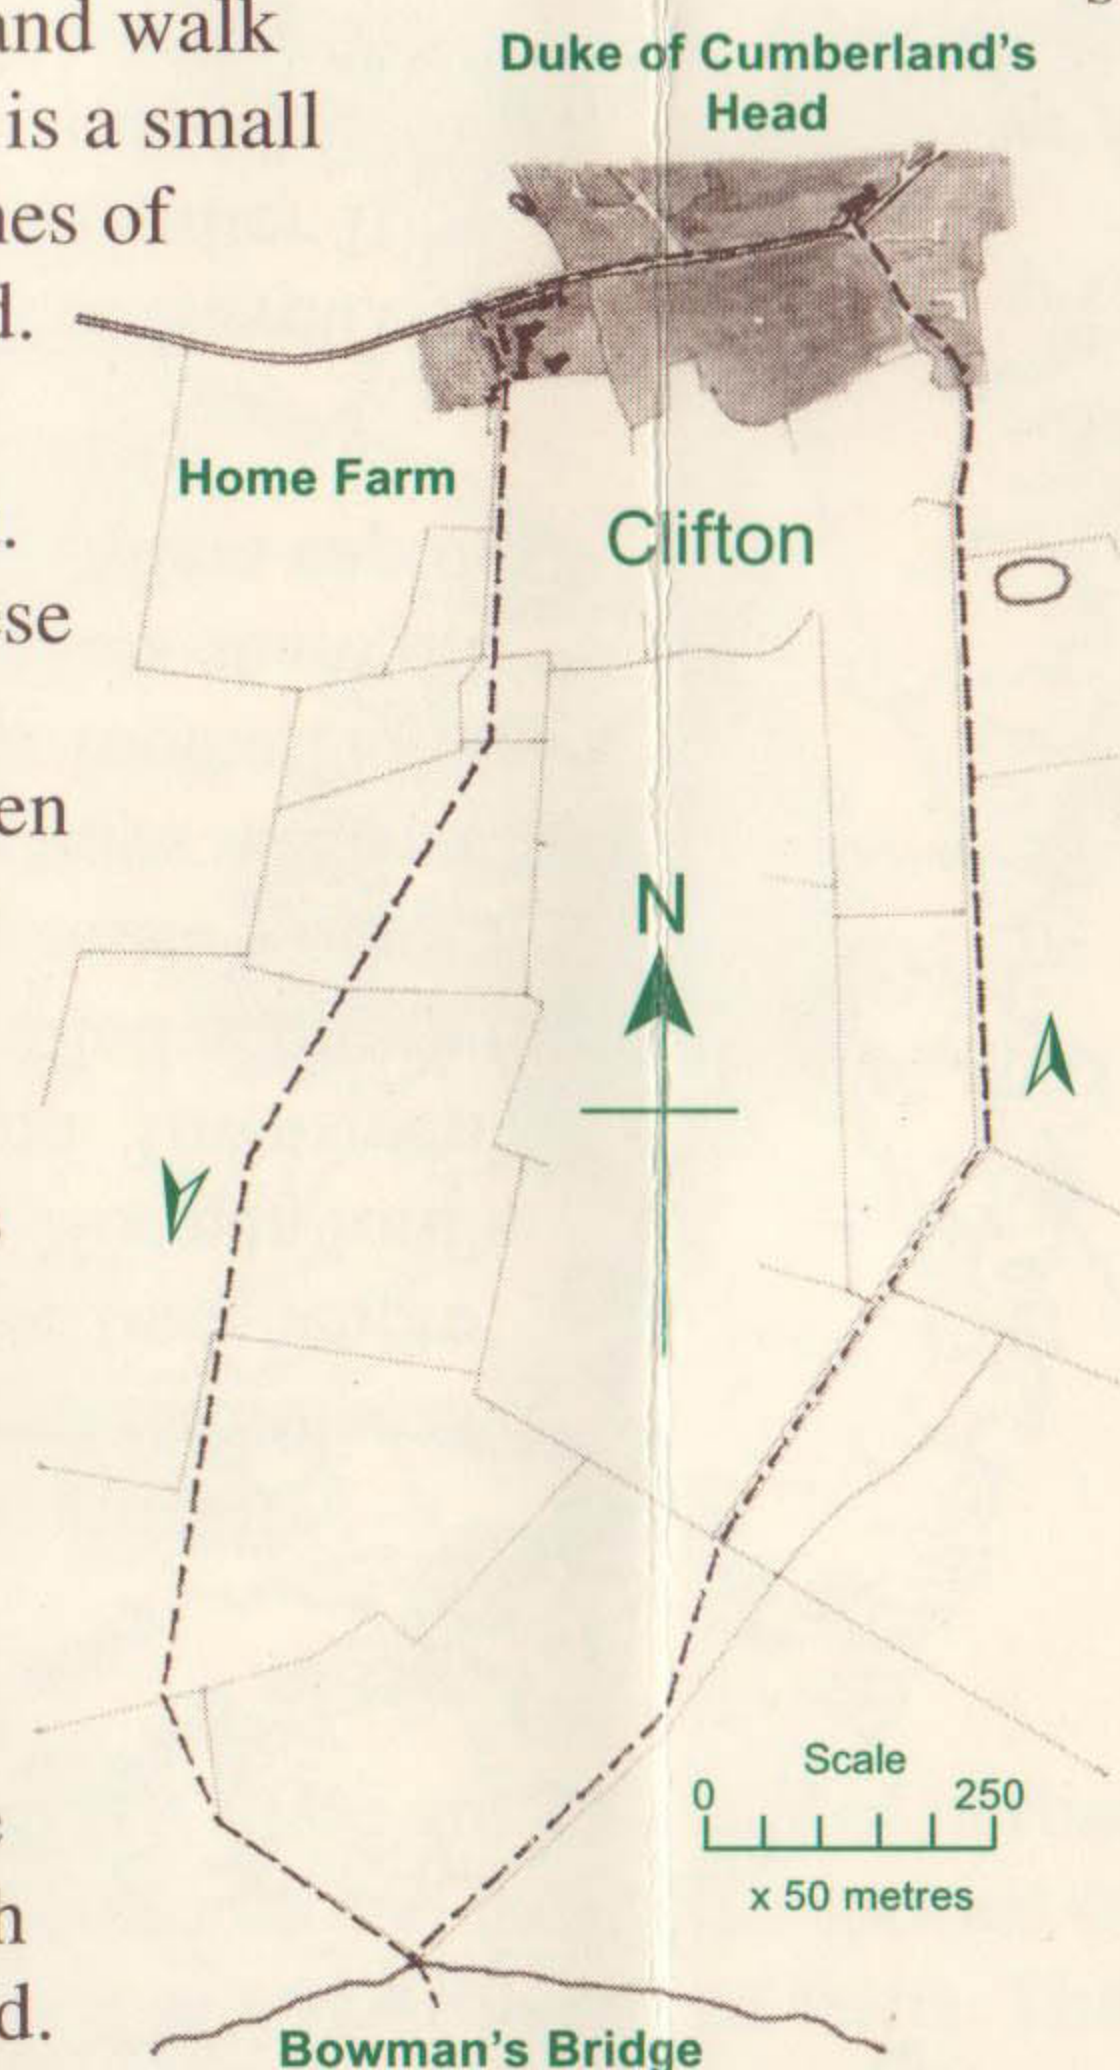 and walk
is a small
of
Duke of Cumberland's
Head
Home Farm
Clifton
N
Scale
0 250
x 50 metres
Bowman's Bridge